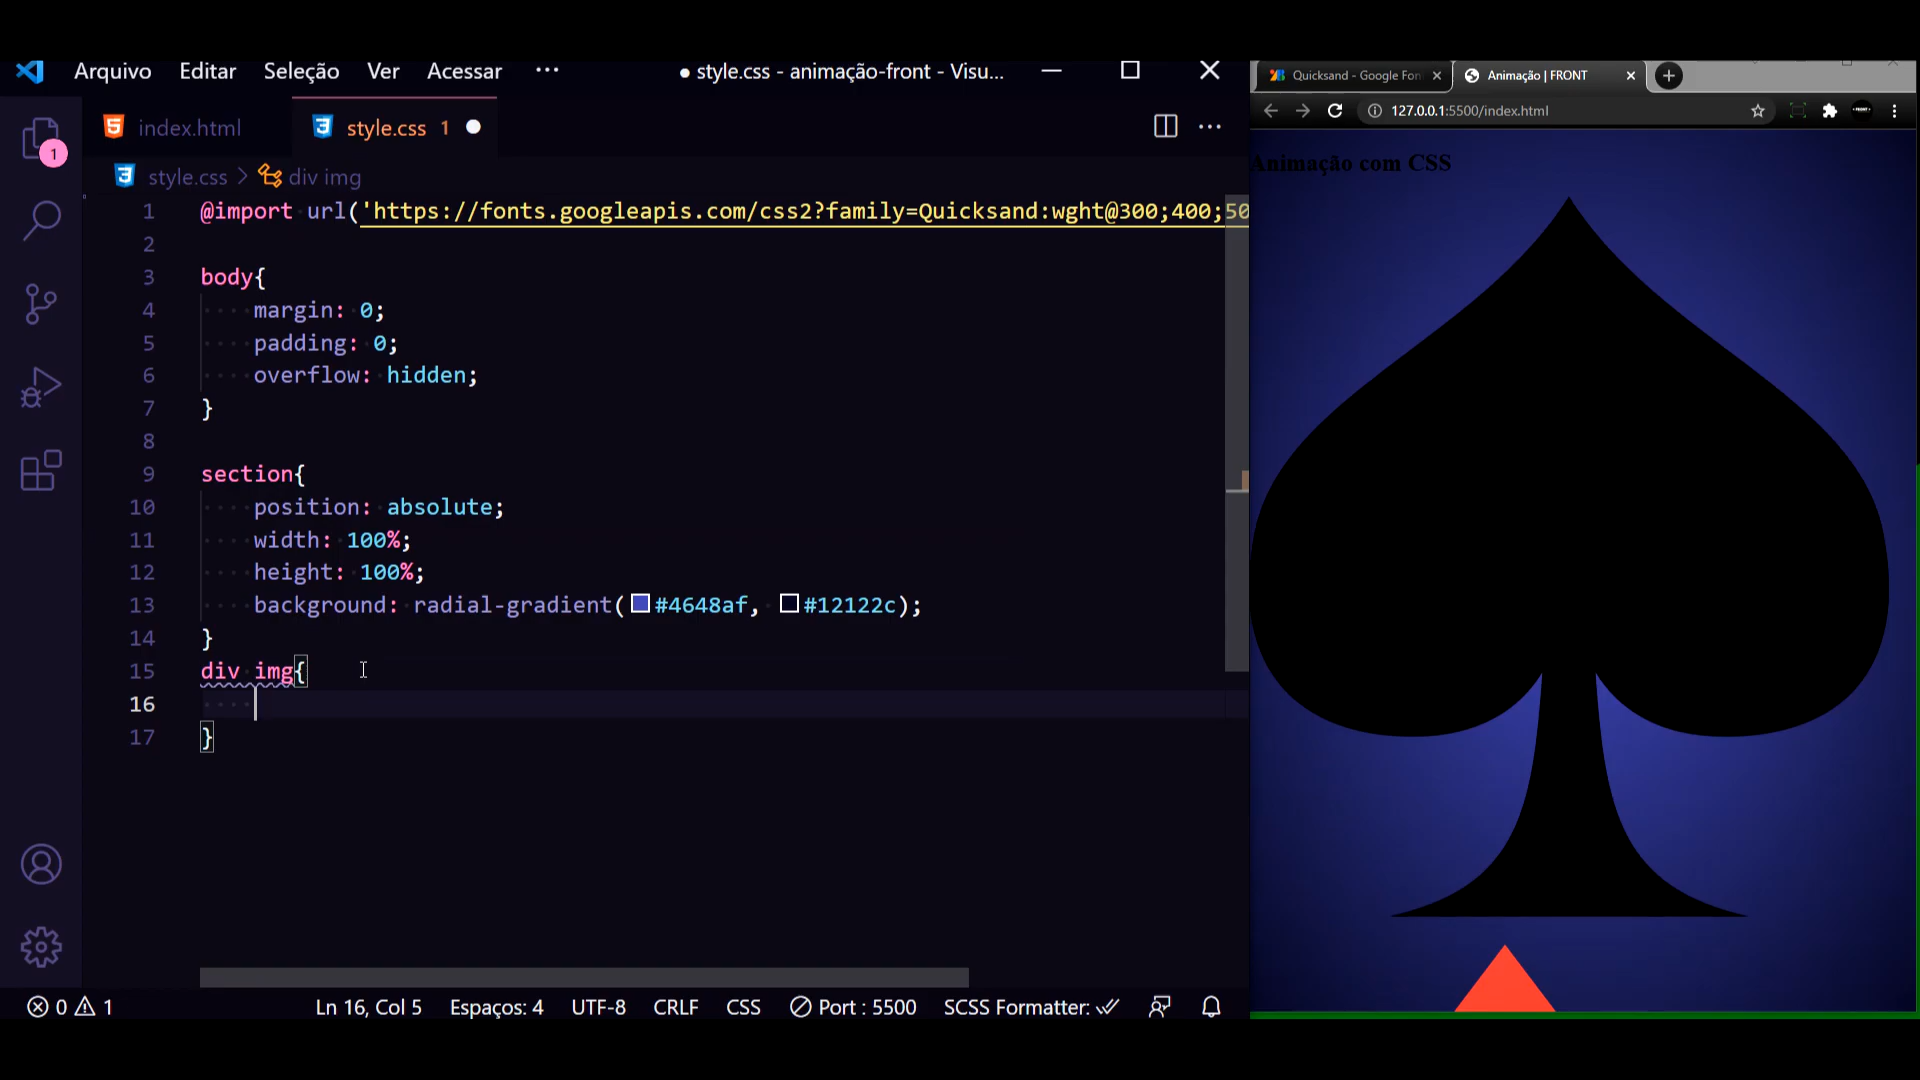 Arquivo Editar Seleção Ver Acessar ··· ● style.css - animação-front - Visu...
index.html style.css 1
style.css > div img
1 @import url('https://fonts.googleapis.com/css2?family=Quicksand:wght@300;400;50
2
3 body{
4 margin: 0;
5 padding: 0;
6 overflow: hidden;
7 }
8
9 section{
10 position: absolute;
11 width: 100%;
12 height: 100%;
13 background: radial-gradient(#4648af, #12122c);
14 }
15 div img{
16
17 }
1
0 1 Ln 16, Col 5 Espaços: 4 UTF-8 CRLF CSS Port : 5500 SCSS Formatter:
Quicksand - Google Fon Animação | FRONT
127.0.0.1:5500/index.html
Animação com CSS